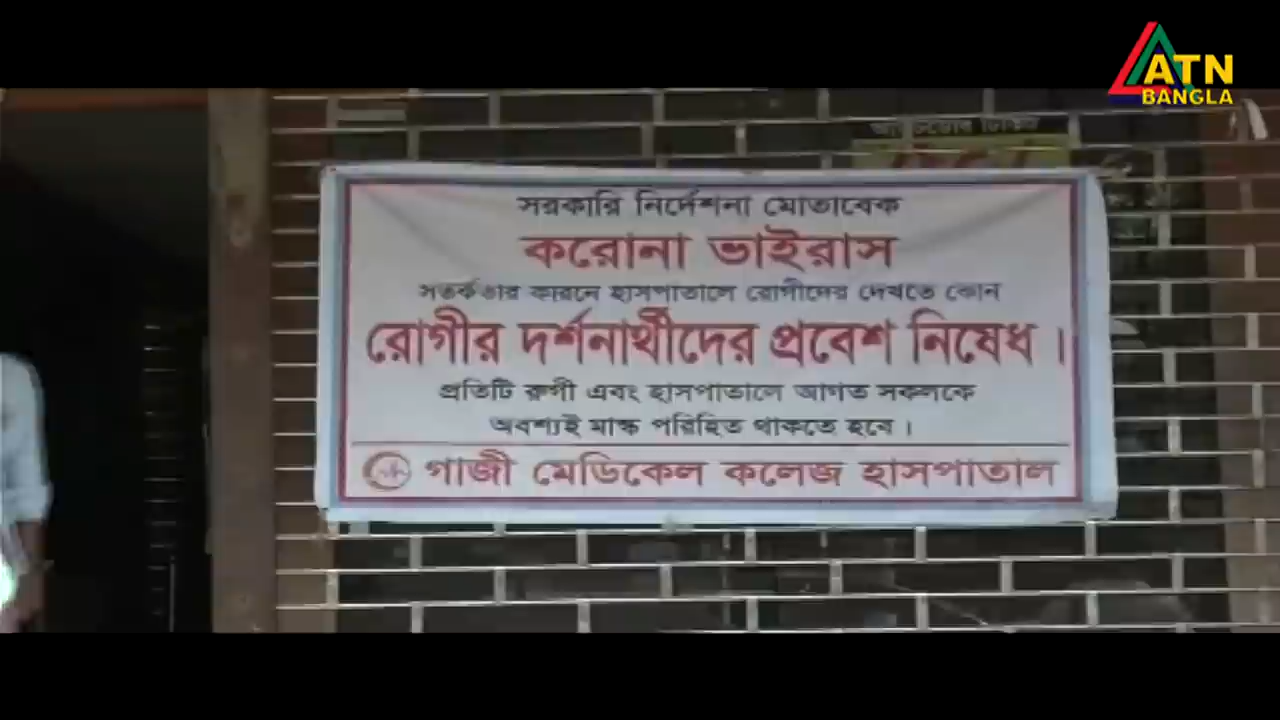 ATN
BANGLA
সরকারি নির্দেশনা মোতাবেক
করোনা ভাইরাস
সতর্কতার কারনে হাসপাতালে রোগীদের দেখতে কোন
রোগীর দর্শনার্থীদের প্রবেশ নিষেধ ।
প্রতিটি রুগী এবং হাসপাতালে আগত সকলকে
অবশ্যই মাস্ক পরিহিত থাকতে হবে ।
গাজী মেডিকেল কলেজ হাসপাতাল